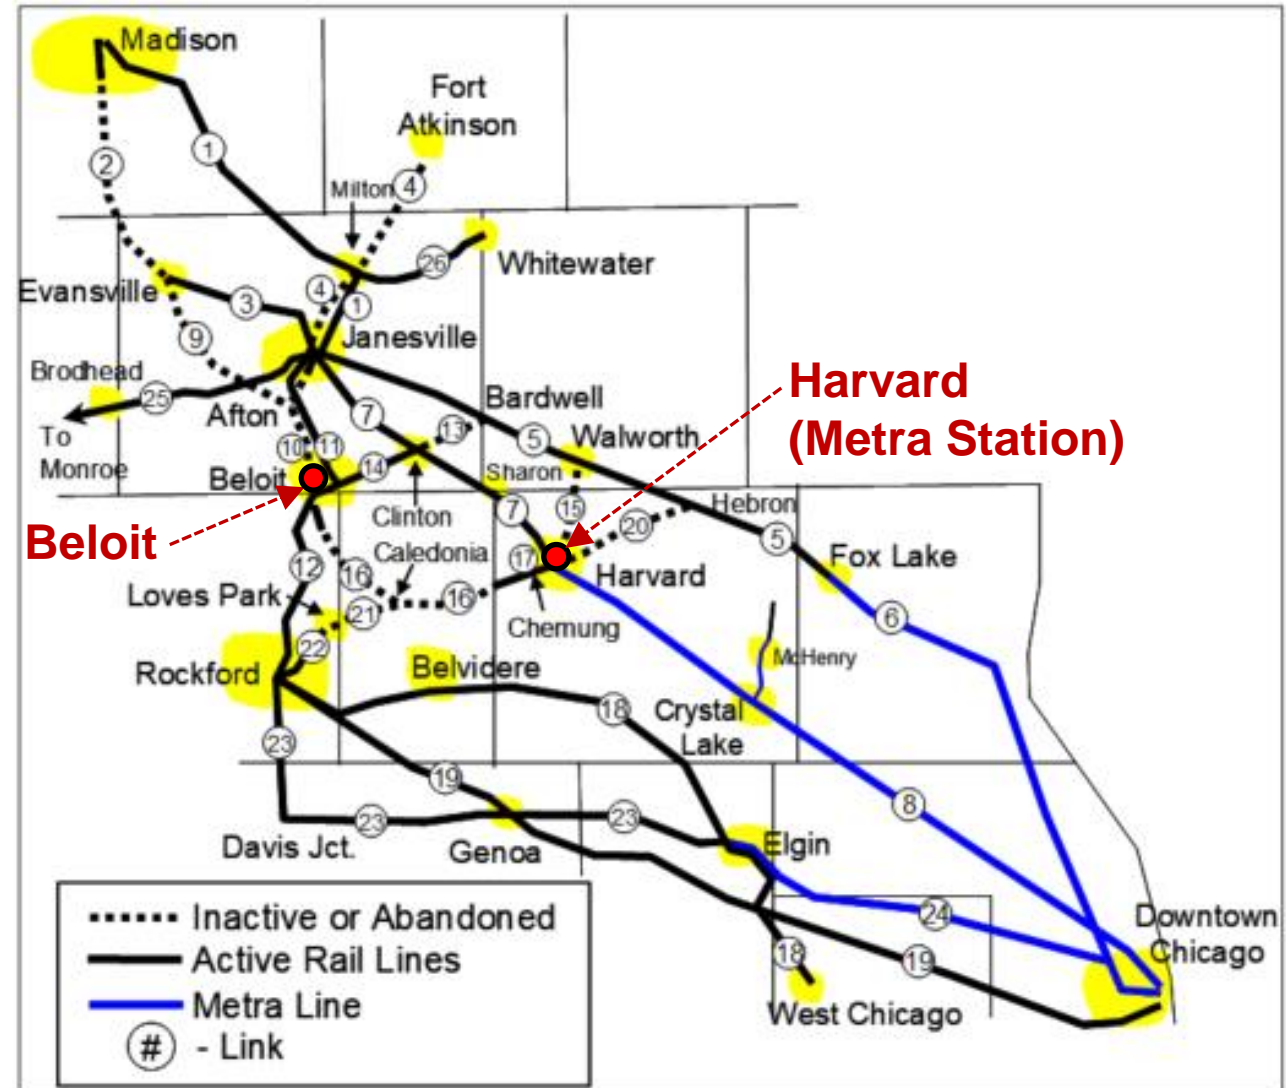 Madison
Fort
Atkinson
2
1
Milton
4
26
Whitewater
Evansville
3
4
1
9
Janesville
Harvard
(Metra Station)
Brodhead
25
Afton
7
Bardwell
13
5
Walworth
To
Monroe
10
11
Beloit
14
Sharon
Clinton
7
15
20
Hebron
5
Beloit
Caledonia
12
16
17
Harvard
Fox Lake
Loves Park
21
16
Chemung
6
22
Rockford
Belvidere
McHenry
18
Crystal
Lake
23
19
8
23
23
Davis Jct.
Genoa
Elgin
24
Downtown
Chicago
18
19
West Chicago
Inactive or Abandoned
Active Rail Lines
Metra Line
# - Link